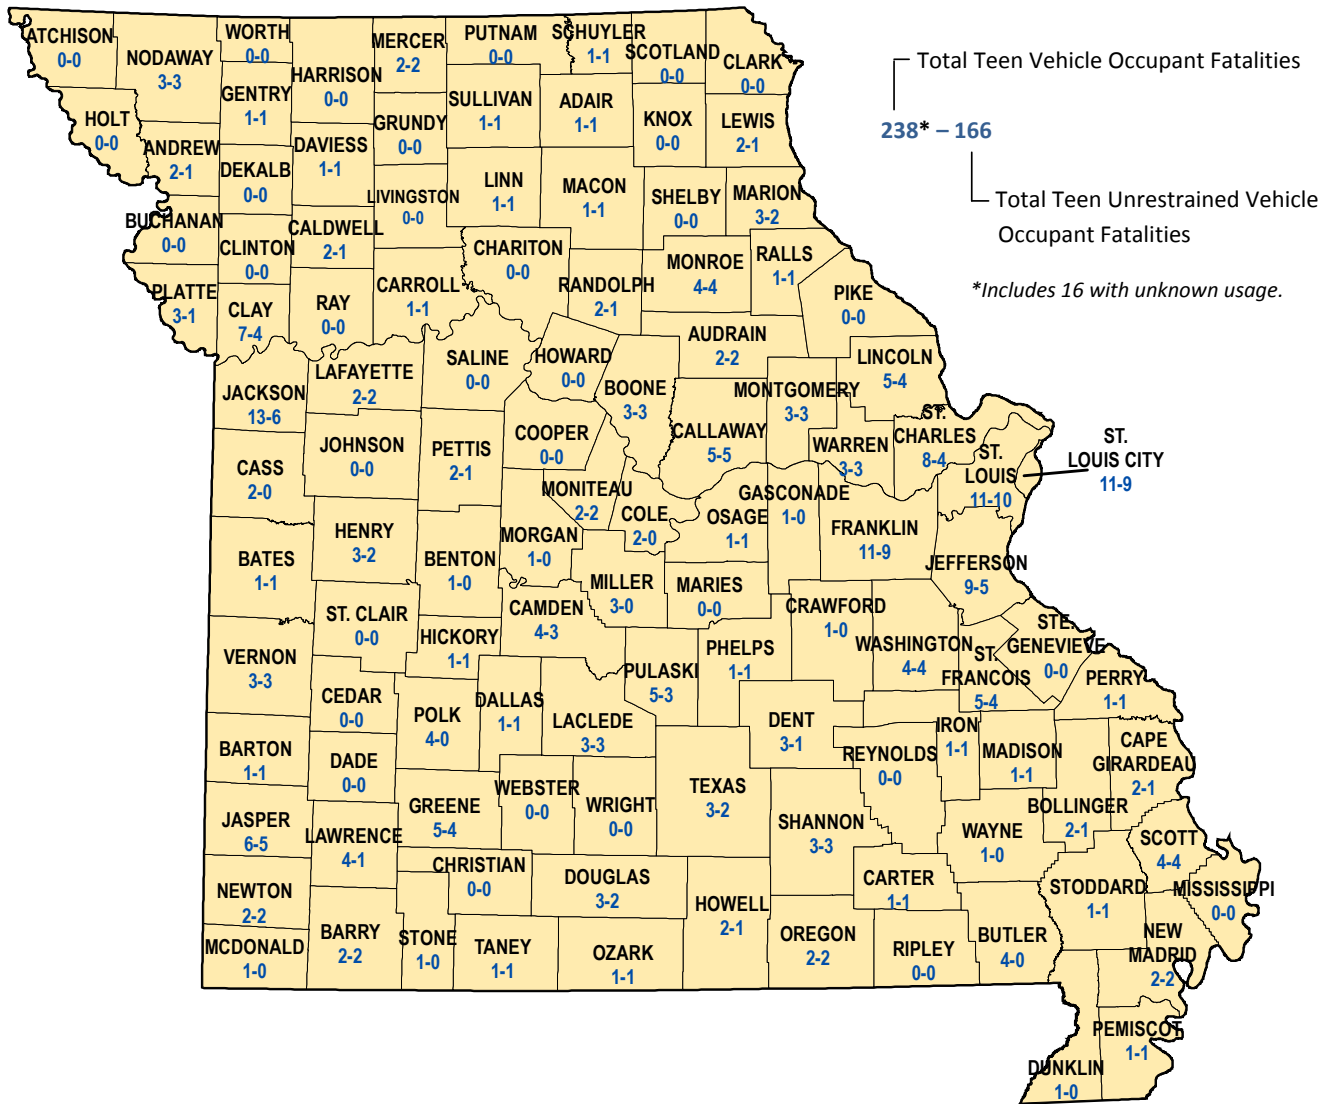 ATCHISON
0-0
NODAWAY
3-3
WORTH
0-0
HARRISON
0-0
MERCER
2-2
PUTNAM
0-0
SCHUYLER
1-1
SCOTLAND
0-0
CLARK
0-0
Total Teen Vehicle Occupant Fatalities
238* – 166
Total Teen Unrestrained Vehicle
Occupant Fatalities
*Includes 16 with unknown usage.
HOLT
0-0
ANDREW
2-1
GENTRY
1-1
DEKALB
0-0
DAVIESS
1-1
GRUNDY
0-0
SULLIVAN
1-1
ADAIR
1-1
KNOX
0-0
LEWIS
2-1
LIVINGSTON
0-0
LINN
1-1
MACON
1-1
SHELBY
0-0
MARION
3-2
BUCHANAN
0-0
CLINTON
0-0
CALDWELL
2-1
CHARITON
0-0
RANDOLPH
2-1
MONROE
4-4
RALLS
1-1
PIKE
0-0
PLATTE
3-1
CLAY
7-4
RAY
0-0
CARROLL
1-1
AUDRAIN
2-2
LINCOLN
5-4
JACKSON
13-6
LAFAYETTE
2-2
SALINE
0-0
HOWARD
0-0
BOONE
3-3
CALLAWAY
5-5
MONTGOMERY
3-3
WARREN
3-3
ST.
CHARLES
8-4
ST.
LOUIS
11-10
ST.
LOUIS CITY
11-9
CASS
2-0
JOHNSON
0-0
PETTIS
2-1
COOPER
0-0
MONITEAU
2-2
COLE
2-0
OSAGE
1-1
GASCONADE
1-0
FRANKLIN
11-9
JEFFERSON
9-5
BATES
1-1
HENRY
3-2
BENTON
1-0
MORGAN
1-0
MILLER
3-0
MARIES
0-0
ST. CLAIR
0-0
HICKORY
1-1
CAMDEN
4-3
PULASKI
5-3
PHELPS
1-1
CRAWFORD
1-0
WASHINGTON
4-4
ST.
FRANCOIS
5-4
STE.
GENEVIEVE
0-0
PERRY
1-1
VERNON
3-3
CEDAR
0-0
POLK
4-0
DALLAS
1-1
LACLEDE
3-3
DENT
3-1
REYNOLDS
0-0
IRON
1-1
MADISON
1-1
CAPE
GIRARDEAU
2-1
BOLLINGER
2-1
BARTON
1-1
DADE
0-0
GREENE
5-4
WEBSTER
0-0
WRIGHT
0-0
TEXAS
3-2
SHANNON
3-3
WAYNE
1-0
SCOTT
4-4
JASPER
6-5
LAWRENCE
4-1
CHRISTIAN
0-0
DOUGLAS
3-2
HOWELL
2-1
CARTER
1-1
STODDARD
1-1
MISSISSIPPI
0-0
NEWTON
2-2
MCDONALD
1-0
BARRY
2-2
STONE
1-0
TANEY
1-1
OZARK
1-1
OREGON
2-2
RIPLEY
0-0
BUTLER
4-0
NEW
MADRID
2-2
PEMISCOT
1-1
DUNKLIN
1-0